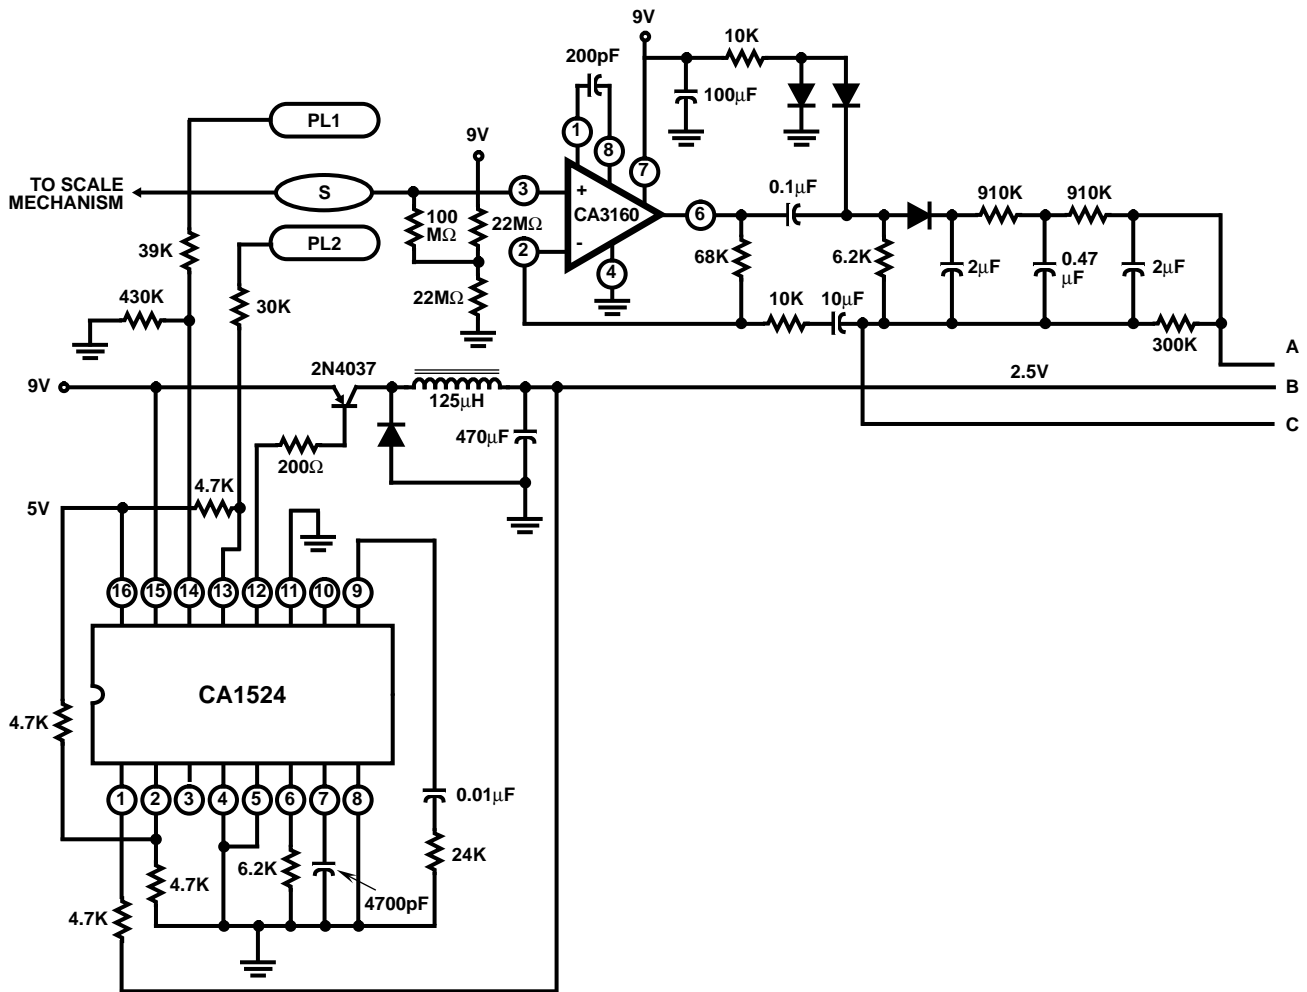 9V
10K
200pF
100μF
PL1
1
8
9V
7
TO SCALE
MECHANISM
S
3
+
CA3160
6
0.1μF
910K
910K
100
MΩ
22MΩ
39K
PL2
2
-
4
68K
6.2K
2μF
0.47
μF
2μF
430K
30K
22MΩ
10K
10μF
300K
A
9V
2N4037
125μH
2.5V
B
470μF
C
200Ω
4.7K
5V
16
15
14
13
12
11
10
9
CA1524
4.7K
1
2
3
4
5
6
7
8
0.01μF
6.2K
24K
4.7K
4700pF
4.7K